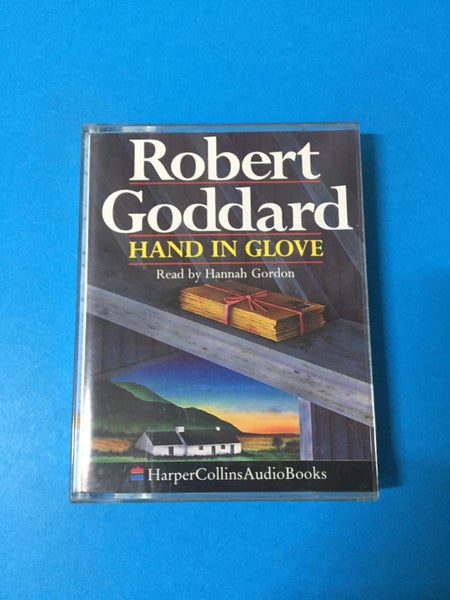 Robert
Goddard
HAND IN GLOVE
Read by Hannah Gordon
HarperCollinsAudioBooks